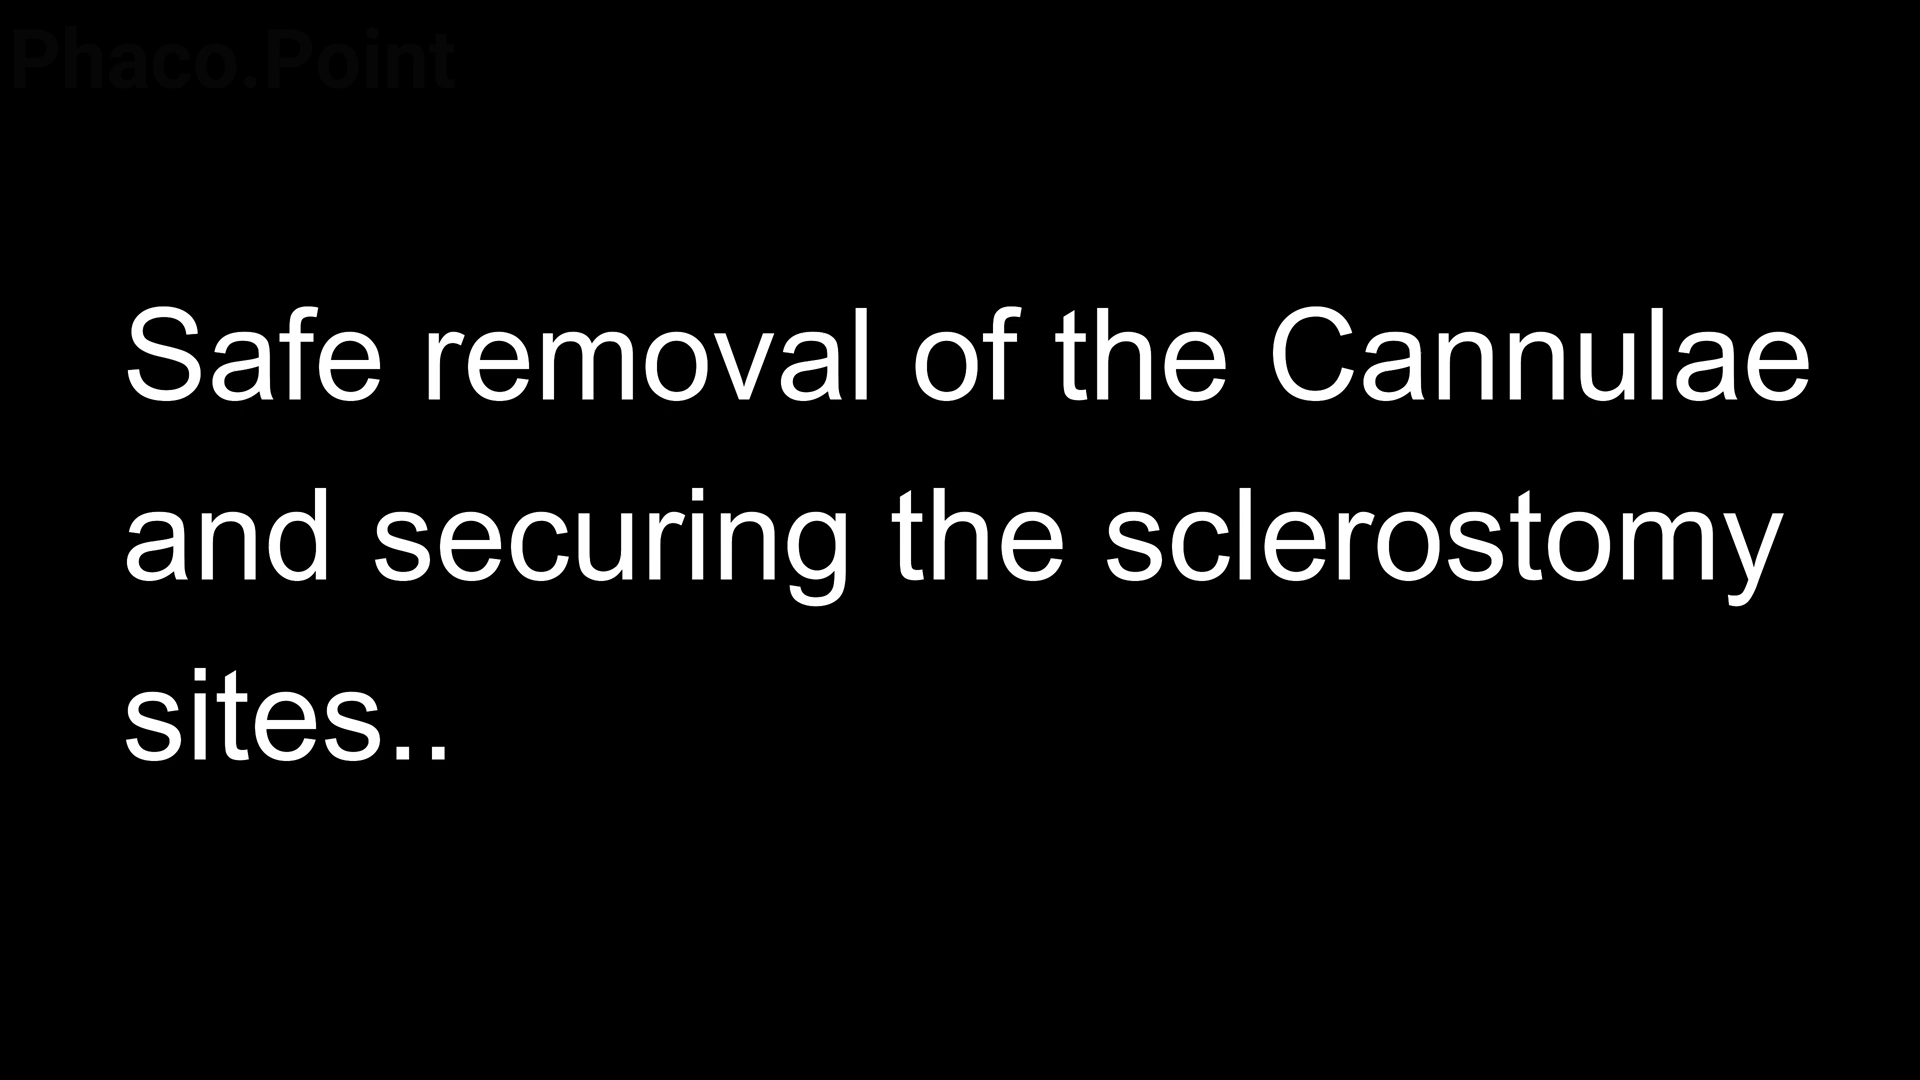 Phaco.Point
Safe removal of the Cannulae
and securing the sclerostomy
sites..